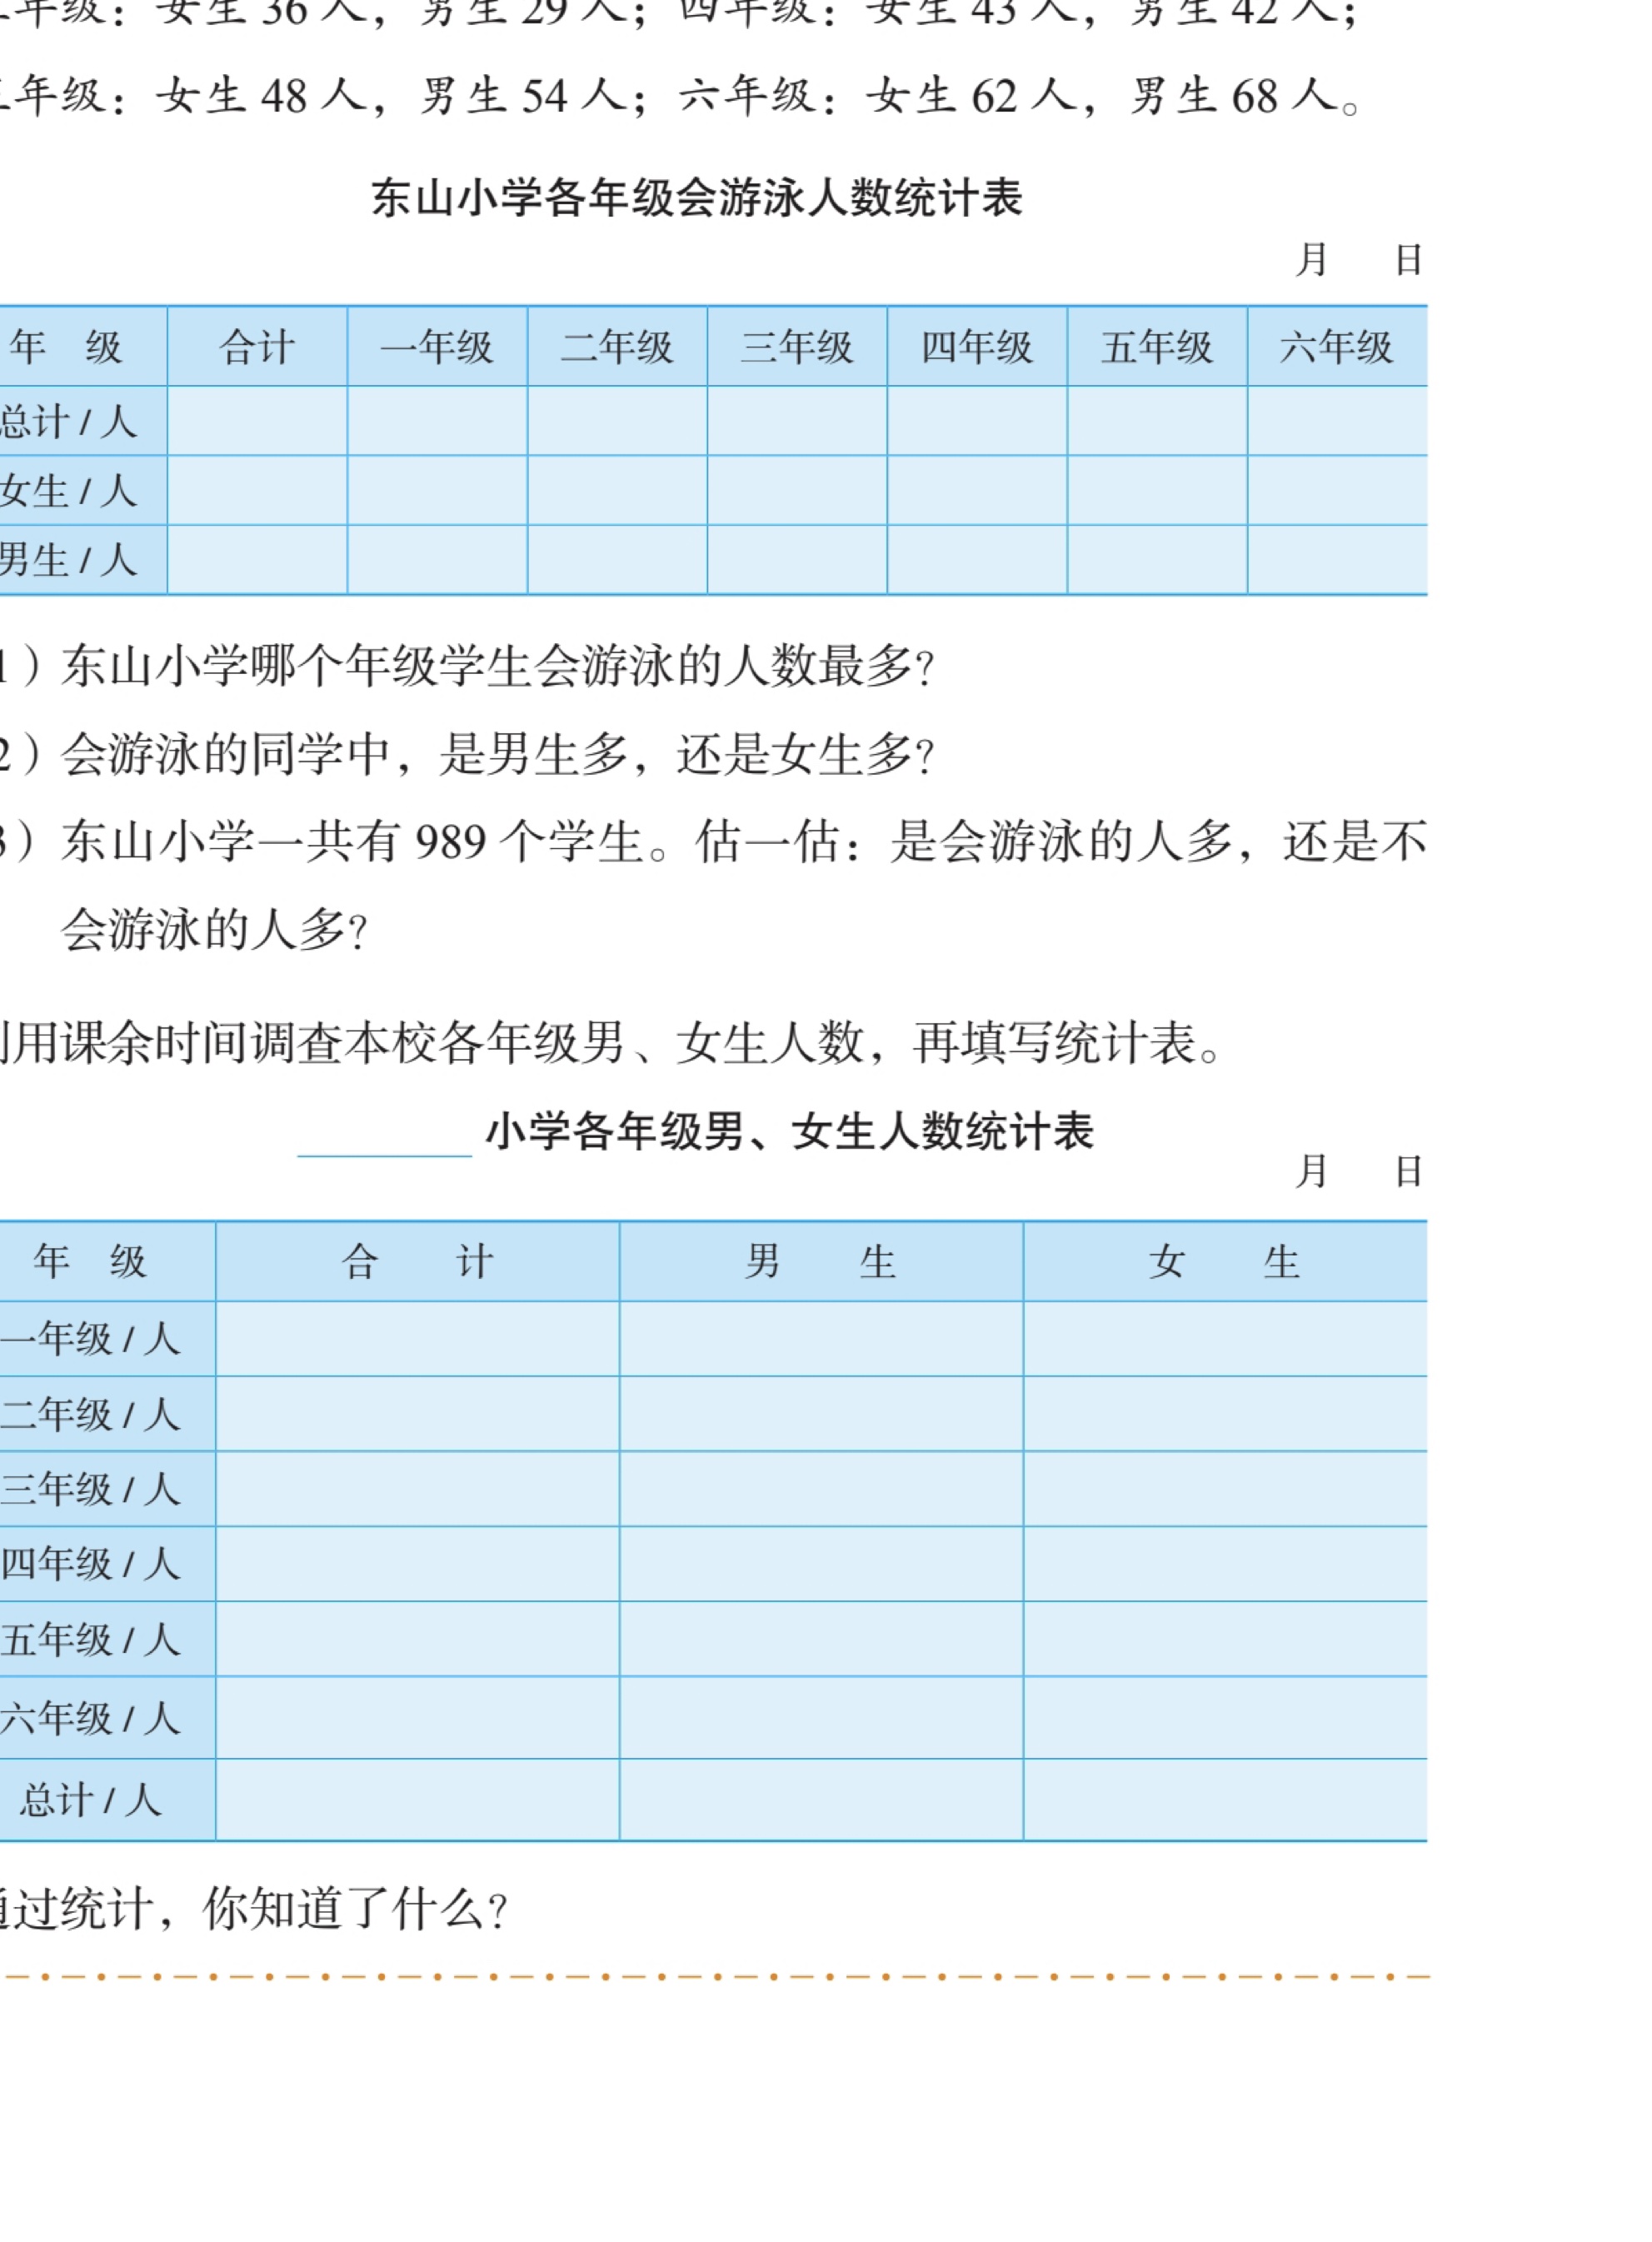 年级：女生 36 人，男生 29 人；四年级：女生 43 人，男生 42 人；
年级：女生 48 人，男生 54 人；六年级：女生 62 人，男生 68 人。
东山小学各年级会游泳人数统计表
月 日
年 级 合计 一年级 二年级 三年级 四年级 五年级 六年级
总计 / 人
女生 / 人
男生 / 人
1）东山小学哪个年级学生会游泳的人数最多？
2）会游泳的同学中，是男生多，还是女生多？
3）东山小学一共有 989 个学生。估一估：是会游泳的人多，还是不
会游泳的人多？
用课余时间调查本校各年级男、女生人数，再填写统计表。
小学各年级男、女生人数统计表
月 日
年 级 合 计 男 生 女 生
一年级 / 人
二年级 / 人
三年级 / 人
四年级 / 人
五年级 / 人
六年级 / 人
总计 / 人
通过统计，你知道了什么？